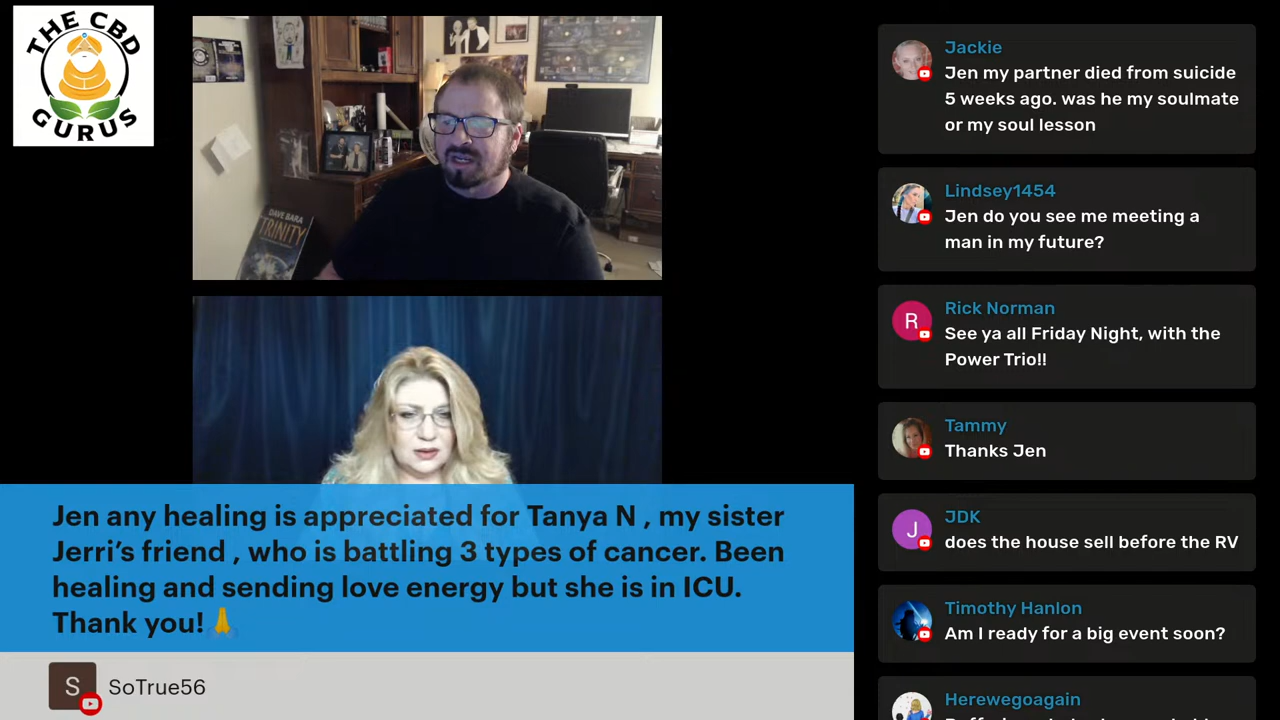 THE CBD
GURUS
DAVE BARA
TRINITY
Jen any healing is appreciated for Tanya N , my sister
Jerri’s friend , who is battling 3 types of cancer. Been
healing and sending love energy but she is in ICU.
Thank you!🙏
S
SoTrue56
Jackie
Jen my partner died from suicide
5 weeks ago. was he my soulmate
or my soul lesson
Lindsey1454
Jen do you see me meeting a
man in my future?
R
Rick Norman
See ya all Friday Night, with the
Power Trio!!
Tammy
Thanks Jen
J
JDK
does the house sell before the RV
Timothy Hanlon
Am I ready for a big event soon?
Herewegoagain